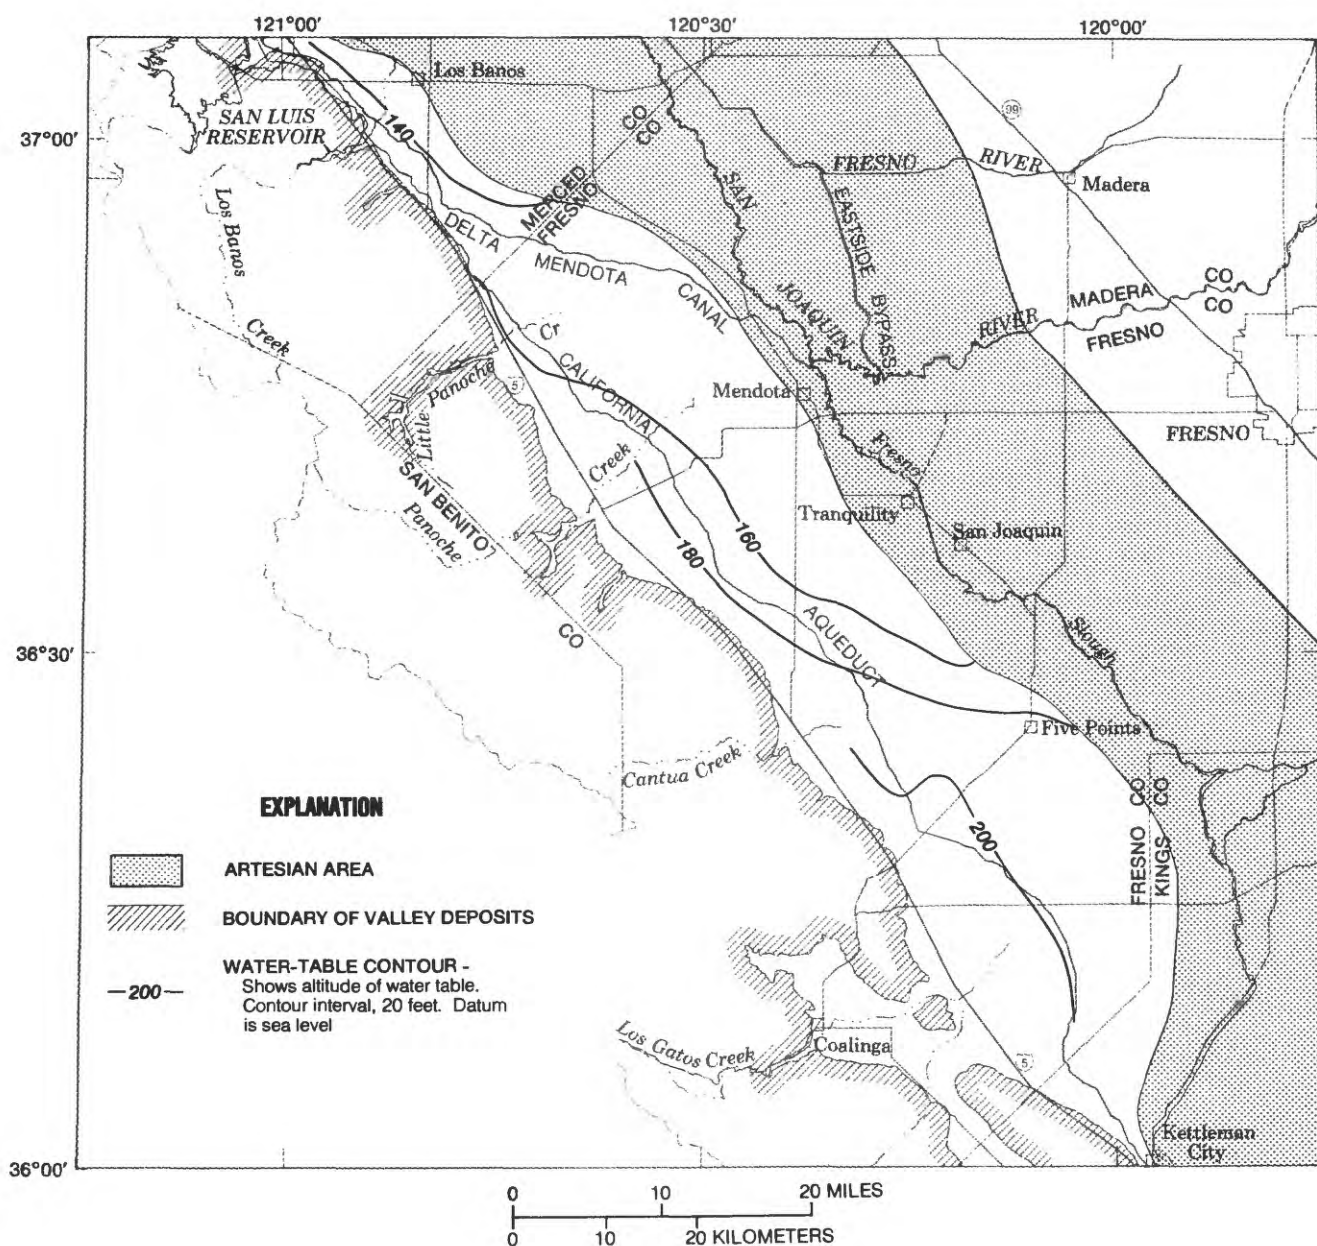 121°00'
120°30'
120°00'
37°00'
36°30'
36°00'
Los Banos
SAN LUIS
RESERVOIR
140
CO
CO
99
MERCED
FRESNO
SAN
JOAQUIN
RIVER
FRESNO RIVER
Madera
EASTSIDE
BYPASS
Los Banos
Creek
DELTA
MENDOTA
CANAL
MADERA CO
FRESNO CO
Cr
CALIFORNIA
Little Panoche
5
Mendota
FRESNO
Creek
Fresno
SAN BENITO
CO
Panoche
Tranquility
San Joaquin
160
180
AQUEDUCT
Slough
Five Points
Cantua Creek
200
FRESNO CO
KINGS CO
Los Gatos Creek
Coalinga
5
Kettleman
City
EXPLANATION
ARTESIAN AREA
BOUNDARY OF VALLEY DEPOSITS
WATER-TABLE CONTOUR -
Shows altitude of water table.
Contour interval, 20 feet. Datum
is sea level
—200—
0 10 20 MILES
0 10 20 KILOMETERS